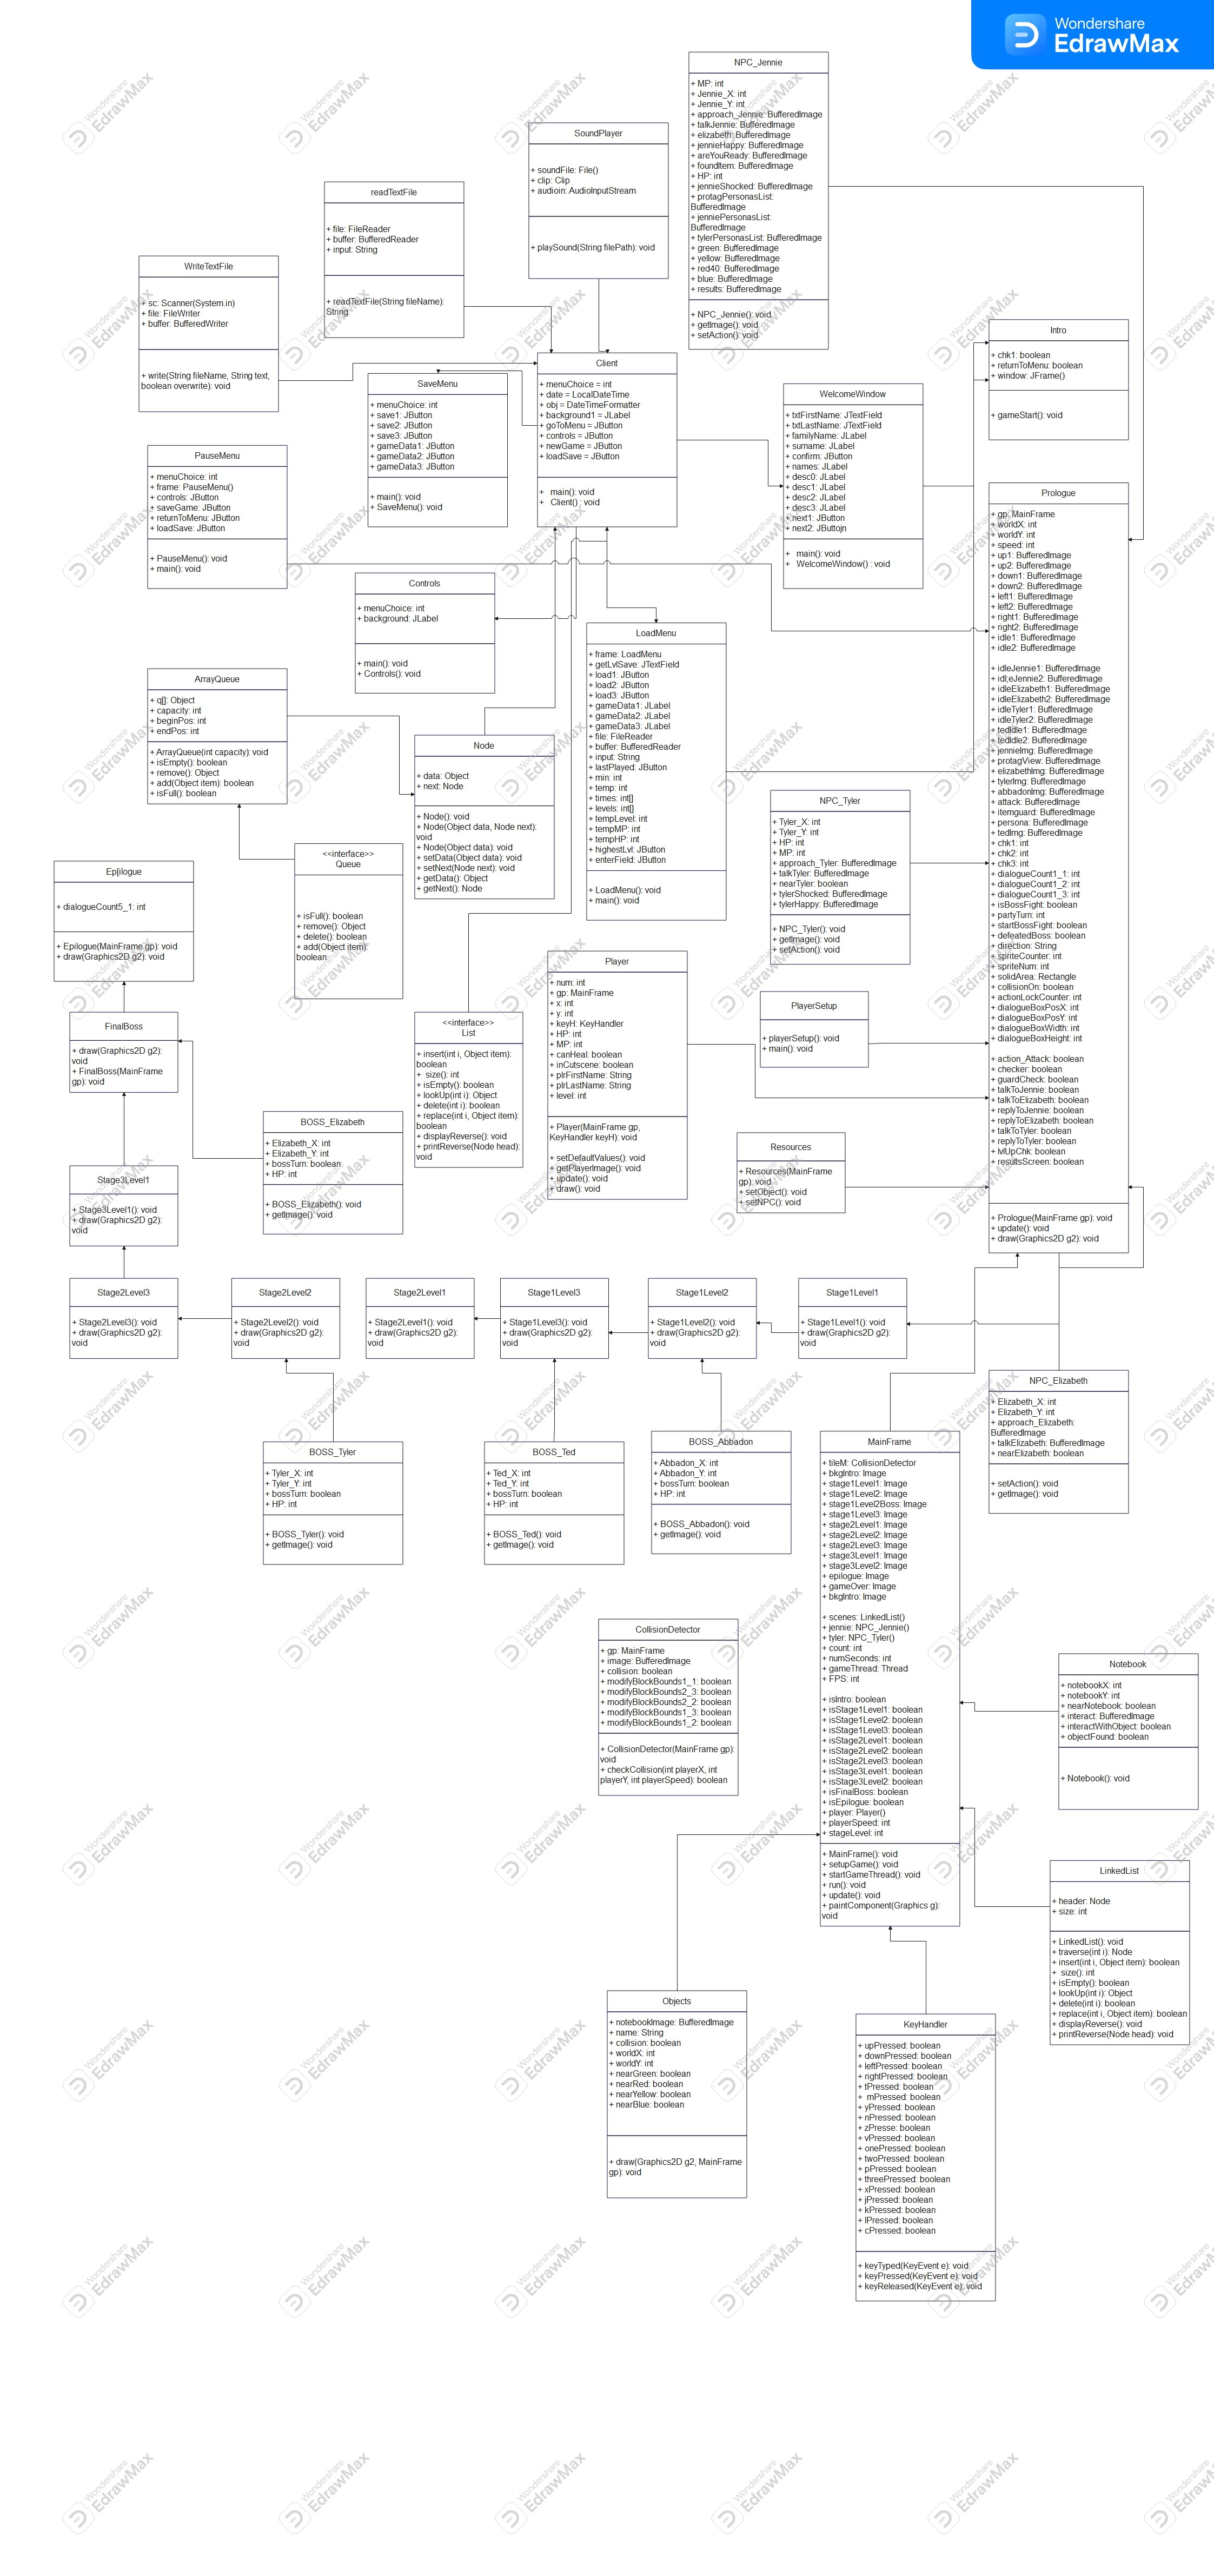 Wondershare
EdrawMax
NPC_Jennie
+ MP: int
+ Jennie_X: int
+ Jennie_Y: int
+ approach_Jennie: BufferedImage
+ talkJennie: BufferedImage
+ elizabeth: BufferedImage
+ jennieHappy: BufferedImage
+ areYouReady: BufferedImage
+ foundItem: BufferedImage
+ HP: int
+ jennieShocked: BufferedImage
+ protagPersonasList:
BufferedImage
+ jenniePersonasList:
BufferedImage
+ tylerPersonasList: BufferedImage
+ green: BufferedImage
+ yellow: BufferedImage
+ red40: BufferedImage
+ blue: BufferedImage
+ results: BufferedImage
+ NPC_Jennie(): void
+ getImage(): void
+ setAction(): void
SoundPlayer
+ soundFile: File()
+ clip: Clip
+ audioin: AudioInputStream
+ playSound(String filePath): void
readTextFile
+ file: FileReader
+ buffer: BufferedReader
+ input: String
+ readTextFile(String fileName):
String
WriteTextFile
+ sc: Scanner(System.in)
+ file: FileWriter
+ buffer: BufferedWriter
+ write(String fileName, String text,
boolean overwrite): void
Intro
+ chk1: boolean
+ returnToMenu: boolean
+ window: JFrame()
+ gameStart(): void
Client
+ menuChoice = int
+ date = LocalDateTime
+ obj = DateTimeFormatter
+ background1 = JLabel
+ goToMenu = JButton
+ controls = JButton
+ newGame = JButton
+ loadSave = JButton
+ main(): void
+ Client() : void
SaveMenu
+ menuChoice: int
+ save1: JButton
+ save2: JButton
+ save3: JButton
+ gameData1: JButton
+ gameData2: JButton
+ gameData3: JButton
+ main(): void
+ SaveMenu(): void
WelcomeWindow
+ txtFirstName: JTextField
+ txtLastName: JTextField
+ familyName: JLabel
+ surname: JLabel
+ confirm: JButton
+ names: JLabel
+ desc0: JLabel
+ desc1: JLabel
+ desc2: JLabel
+ desc3: JLabel
+ next1: JButton
+ next2: JButtojn
+ main(): void
+ WelcomeWindow() : void
PauseMenu
+ menuChoice: int
+ frame: PauseMenu()
+ controls: JButton
+ saveGame: JButton
+ returnToMenu: JButton
+ loadSave: JButton
+ PauseMenu(): void
+ main(): void
Prologue
+ gp: MainFrame
+ worldX: int
+ worldY: int
+ speed: int
+ up1: BufferedImage
+ up2: BufferedImage
+ down1: BufferedImage
+ down2: BufferedImage
+ left1: BufferedImage
+ left2: BufferedImage
+ right1: BufferedImage
+ right2: BufferedImage
+ idle1: BufferedImage
+ idle2: BufferedImage
+ idleJennie1: BufferedImage
+ idl;eJennie2: BufferedImage
+ idleElizabeth1: BufferedImage
+ idleElizabeth2: BufferedImage
+ idleTyler1: BufferedImage
+ idleTyler2: BufferedImage
+ tedIdle1: BufferedImage
+ tedIdle2: BufferedImage
+ jennieImg: BufferedImage
+ protagView: BufferedImage
+ elizabethImg: BufferedImage
+ tylerImg: BufferedImage
+ abbadonImg: BufferedImage
+ attack: BufferedImage
+ itemguard: BufferedImage
+ persona: BufferedImage
+ tedImg: BufferedImage
+ chk1: int
+ chk2: int
+ chk3: int
+ dialogueCount1_1: int
+ dialogueCount1_2: int
+ dialogueCount1_3: int
+ isBossFight: boolean
+ partyTurn: int
+ startBossFight: boolean
+ defeatedBoss: boolean
+ direction: String
+ spriteCounter: int
+ spriteNum: int
+ solidArea: Rectangle
+ collisionOn: boolean
+ actionLockCounter: int
+ dialogueBoxPosX: int
+ dialogueBoxPosY: int
+ dialogueBoxWidth: int
+ dialogueBoxHeight: int
+ action_Attack: boolean
+ checker: boolean
+ guardCheck: boolean
+ talkToJennie: boolean
+ talkToElizabeth: boolean
+ replyToJennie: boolean
+ replyToElizabeth: boolean
+ talkToTyler: boolean
+ replyToTyler: boolean
+ lvlUpChk: boolean
+ resultsScreen: boolean
+ Prologue(MainFrame gp): void
+ update(): void
+ draw(Graphics2D g2): void
Controls
+ menuChoice: int
+ background: JLabel
+ main(): void
+ Controls(): void
LoadMenu
+ frame: LoadMenu
+ getLvlSave: JTextField
+ load1: JButton
+ load2: JButton
+ load3: JButton
+ gameData1: JLabel
+ gameData2: JLabel
+ gameData3: JLabel
+ file: FileReader
+ buffer: BufferedReader
+ input: String
+ lastPlayed: JButton
+ min: int
+ temp: int
+ times: int[]
+ levels: int[]
+ tempLevel: int
+ tempMP: int
+ tempHP: int
+ highestLvl: JButton
+ enterField: JButton
+ LoadMenu(): void
+ main(): void
ArrayQueue
+ q[]: Object
+ capacity: int
+ beginPos: int
+ endPos: int
+ ArrayQueue(int capacity): void
+ isEmpty(): boolean
+ remove(): Object
+ add(Object item): boolean
+ isFull(): boolean
Node
+ data: Object
+ next: Node
+ Node(): void
+ Node(Object data, Node next):
void
+ Node(Object data): void
+ setData(Object data): void
+ setNext(Node next): void
+ getData(): Object
+ getNext(): Node
NPC_Tyler
+ Tyler_X: int
+ Tyler_Y: int
+ HP: int
+ MP: int
+ approach_Tyler: BufferedImage
+ talkTyler: BufferedImage
+ nearTyler: boolean
+ tylerShocked: BufferedImage
+ tylerHappy: BufferedImage
+ NPC_Tyler(): void
+ getImage(): void
+ setAction(): void
<<interface>>
Queue
+ isFull(): boolean
+ remove(): Object
+ delete(): boolean
+ add(Object item):
boolean
Ep[ilogue
+ dialogueCount5_1: int
+ Epilogue(MainFrame gp): void
+ draw(Graphics2D g2): void
Player
+ num: int
+ gp: MainFrame
+ x: int
+ y: int
+ keyH: KeyHandler
+ HP: int
+ MP: int
+ canHeal: boolean
+ inCutscene: boolean
+ plrFirstName: String
+ plrLastName: String
+ level: int
+ Player(MainFrame gp,
KeyHandler keyH): void
+ setDefaultValues(): void
+ getPlayerImage(): void
+ update(): void
+ draw(): void
PlayerSetup
+ playerSetup(): void
+ main(): void
FinalBoss
+ draw(Graphics2D g2):
void
+ FinalBoss(MainFrame
gp): void
<<interface>>
List
+ insert(int i, Object item):
boolean
+ size(): int
+ isEmpty(): boolean
+ lookUp(int i): Object
+ delete(int i): boolean
+ replace(int i, Object item):
boolean
+ displayReverse(): void
+ printReverse(Node head):
void
BOSS_Elizabeth
+ Elizabeth_X: int
+ Elizabeth_Y: int
+ bossTurn: boolean
+ HP: int
+ BOSS_Elizabeth(): void
+ getImage(): void
Resources
+ Resources(MainFrame
gp): void
+ setObject(): void
+ setNPC(): void
Stage3Level1
+ Stage3Level1(): void
+ draw(Graphics2D g2):
void
Stage2Level3
+ Stage2Level3(): void
+ draw(Graphics2D g2):
void
Stage2Level2
+ Stage2Level2(): void
+ draw(Graphics2D g2):
void
Stage2Level1
+ Stage2Level1(): void
+ draw(Graphics2D g2):
void
Stage1Level3
+ Stage1Level3(): void
+ draw(Graphics2D g2):
void
Stage1Level2
+ Stage1Level2(): void
+ draw(Graphics2D g2):
void
Stage1Level1
+ Stage1Level1(): void
+ draw(Graphics2D g2):
void
NPC_Elizabeth
+ Elizabeth_X: int
+ Elizabeth_Y: int
+ approach_Elizabeth:
BufferedImage
+ talkElizabeth: BufferedImage
+ nearElizabeth: boolean
+ setAction(): void
+ getImage(): void
BOSS_Tyler
+ Tyler_X: int
+ Tyler_Y: int
+ bossTurn: boolean
+ HP: int
+ BOSS_Tyler(): void
+ getImage(): void
BOSS_Ted
+ Ted_X: int
+ Ted_Y: int
+ bossTurn: boolean
+ HP: int
+ BOSS_Ted(): void
+ getImage(): void
BOSS_Abbadon
+ Abbadon_X: int
+ Abbadon_Y: int
+ bossTurn: boolean
+ HP: int
+ BOSS_Abbadon(): void
+ getImage(): void
MainFrame
+ tileM: CollisionDetector
+ bkgIntro: Image
+ stage1Level1: Image
+ stage1Level2: Image
+ stage1Level2Boss: Image
+ stage1Level3: Image
+ stage2Level1: Image
+ stage2Level2: Image
+ stage2Level3: Image
+ stage3Level1: Image
+ stage3Level2: Image
+ epilogue: Image
+ gameOver: Image
+ bkgIntro: Image
+ scenes: LinkedList()
+ jennie: NPC_Jennie()
+ tyler: NPC_Tyler()
+ count: int
+ numSeconds: int
+ gameThread: Thread
+ FPS: int
+ isIntro: boolean
+ isStage1Level1: boolean
+ isStage1Level2: boolean
+ isStage1Level3: boolean
+ isStage2Level1: boolean
+ isStage2Level2: boolean
+ isStage2Level3: boolean
+ isStage3Level1: boolean
+ isStage3Level2: boolean
+ isFinalBoss: boolean
+ isEpilogue: boolean
+ player: Player()
+ playerSpeed: int
+ stageLevel: int
+ MainFrame(): void
+ setupGame(): void
+ startGameThread(): void
+ run(): void
+ update(): void
+ paintComponent(Graphics g):
void
CollisionDetector
+ gp: MainFrame
+ image: BufferedImage
+ collision: boolean
+ modifyBlockBounds1_1: boolean
+ modifyBlockBounds2_3: boolean
+ modifyBlockBounds2_2: boolean
+ modifyBlockBounds1_3: boolean
+ modifyBlockBounds1_2: boolean
+ CollisionDetector(MainFrame gp):
void
+ checkCollision(int playerX, int
playerY, int playerSpeed): boolean
Notebook
+ notebookX: int
+ notebookY: int
+ nearNotebook: boolean
+ interact: BufferedImage
+ interactWithObject: boolean
+ objectFound: boolean
+ Notebook(): void
LinkedList
+ header: Node
+ size: int
+ LinkedList(): void
+ traverse(int i): Node
+ insert(int i, Object item): boolean
+ size(): int
+ isEmpty(): boolean
+ lookUp(int i): Object
+ delete(int i): boolean
+ replace(int i, Object item): boolean
+ displayReverse(): void
+ printReverse(Node head): void
Objects
+ notebookImage: BufferedImage
+ name: String
+ collision: boolean
+ worldX: int
+ worldY: int
+ nearGreen: boolean
+ nearRed: boolean
+ nearYellow: boolean
+ nearBlue: boolean
+ draw(Graphics2D g2, MainFrame
gp): void
KeyHandler
+ upPressed: boolean
+ downPressed: boolean
+ leftPressed: boolean
+ rightPressed: boolean
+ tPressed: boolean
+ mPressed: boolean
+ yPressed: boolean
+ nPressed: boolean
+ zPresse: boolean
+ vPressed: boolean
+ onePressed: boolean
+ twoPressed: boolean
+ pPressed: boolean
+ threePressed: boolean
+ xPressed: boolean
+ jPressed: boolean
+ kPressed: boolean
+ lPressed: boolean
+ cPressed: boolean
+ keyTyped(KeyEvent e): void
+ keyPressed(KeyEvent e): void
+ keyReleased(KeyEvent e): void